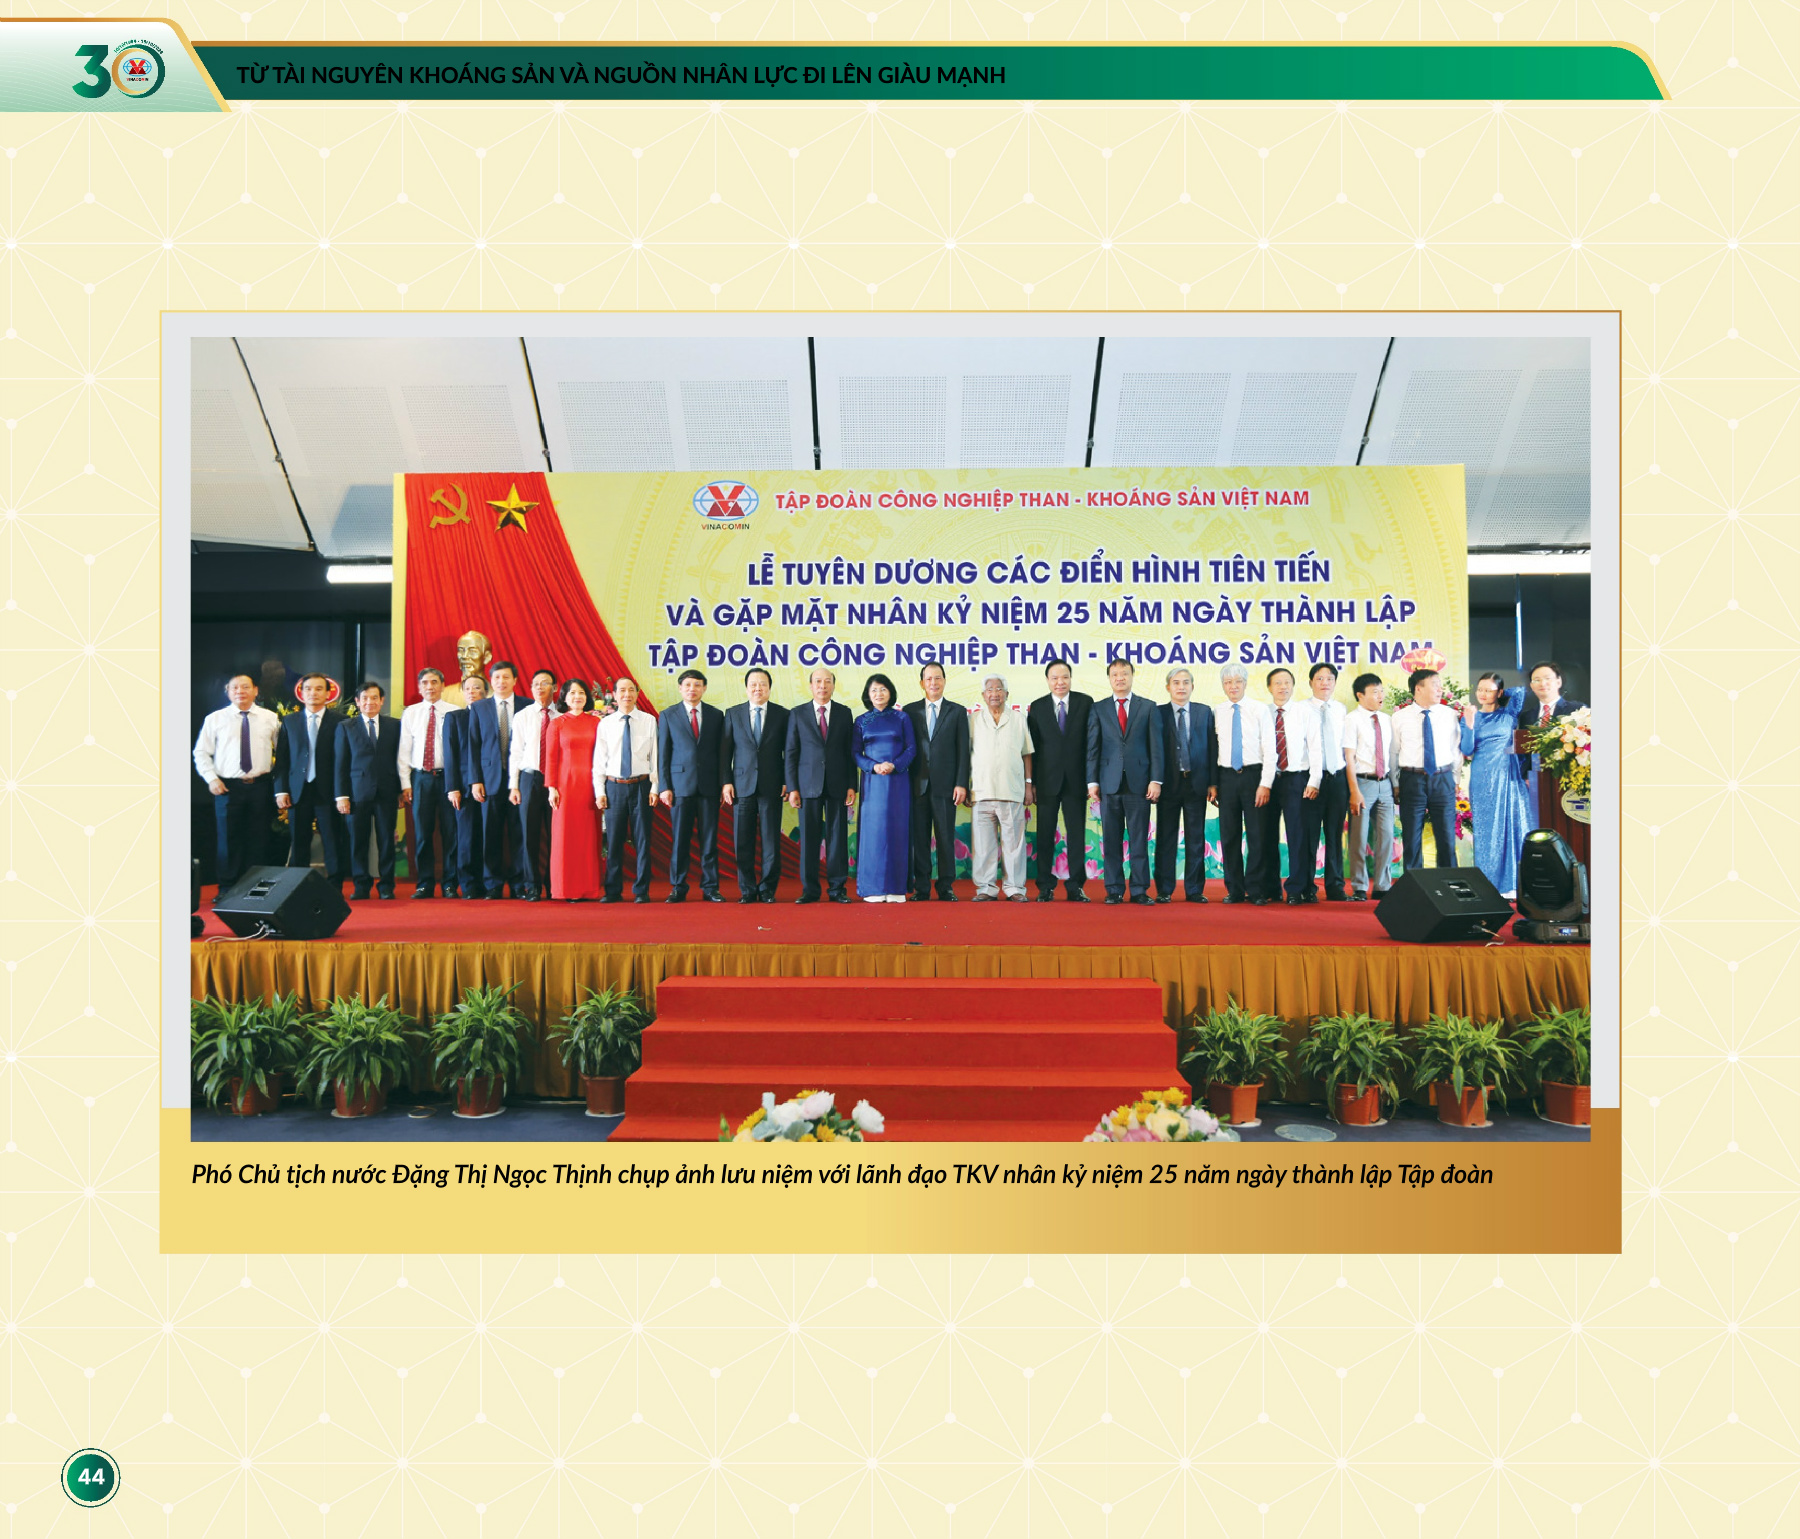 30
VINACOMIN
TỪ TÀI NGUYÊN KHOÁNG SẢN VÀ NGUỒN NHÂN LỰC ĐI LÊN GIÀU MẠNH
VINACOMIN
TẬP ĐOÀN CÔNG NGHIỆP THAN - KHOÁNG SẢN VIỆT NAM
LỄ TUYÊN DƯƠNG CÁC ĐIỂN HÌNH TIÊN TIẾN
VÀ GẶP MẶT NHÂN KỶ NIỆM 25 NĂM NGÀY THÀNH LẬP
TẬP ĐOÀN CÔNG NGHIỆP THAN - KHOÁNG SẢN VIỆT NAM
Phó Chủ tịch nước Đặng Thị Ngọc Thịnh chụp ảnh lưu niệm với lãnh đạo TKV nhân kỷ niệm 25 năm ngày thành lập Tập đoàn
44